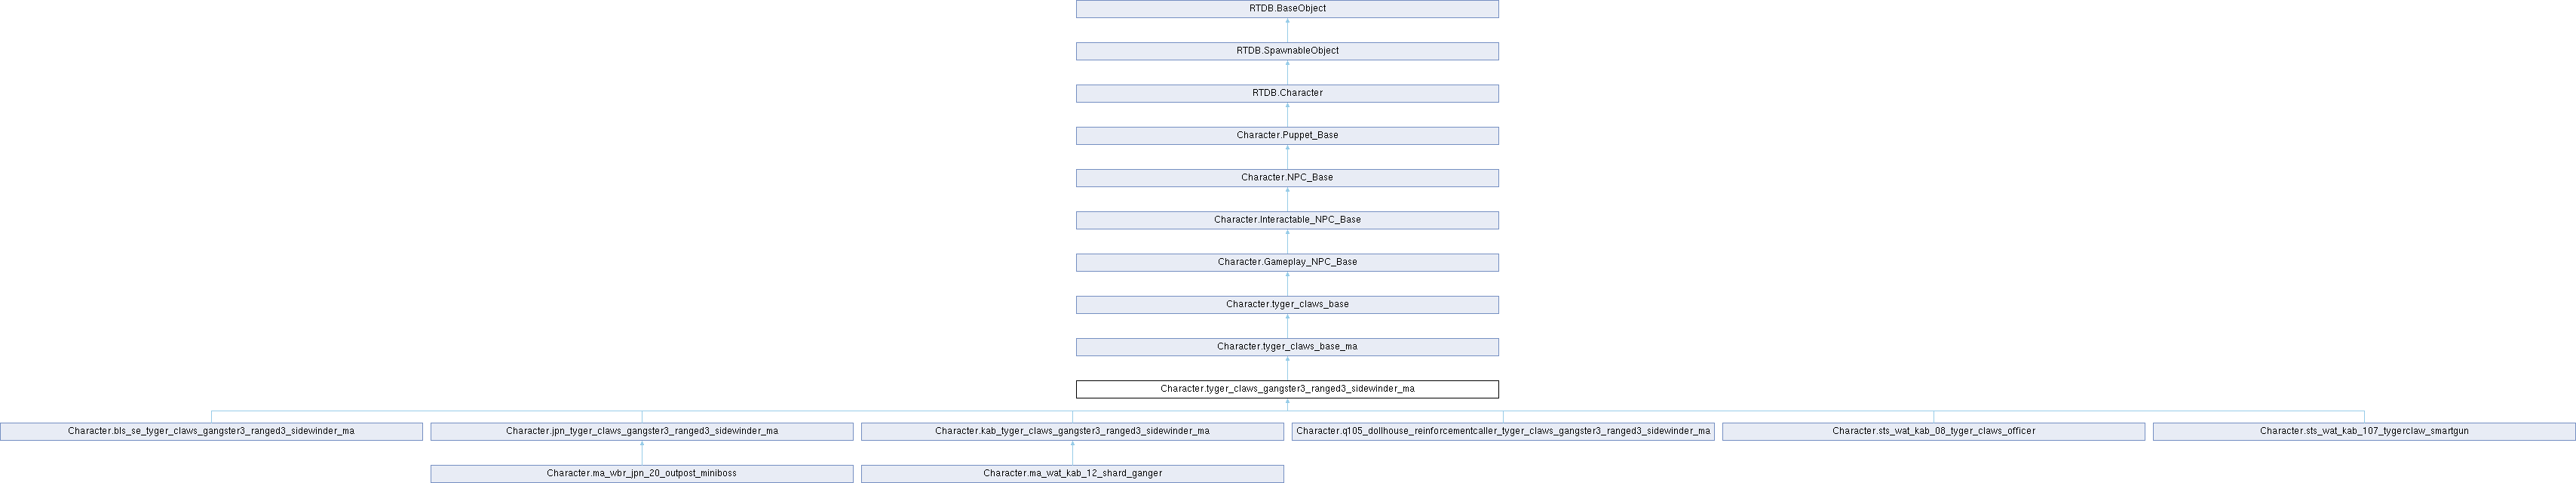 RTDB.BaseObject
RTDB.SpawnableObject
RTDB.Character
Character.Puppet_Base
Character.NPC_Base
Character.Interactable_NPC_Base
Character.Gameplay_NPC_Base
Character.tyger_claws_base
Character.tyger_claws_base_ma
Character.tyger_claws_gangster3_ranged3_sidewinder_ma
Character.bls_se_tyger_claws_gangster3_ranged3_sidewinder_ma
Character.jpn_tyger_claws_gangster3_ranged3_sidewinder_ma
Character.kab_tyger_claws_gangster3_ranged3_sidewinder_ma
Character.q105_dollhouse_reinforcementcaller_tyger_claws_gangster3_ranged3_sidewinder_ma
Character.sts_wat_kab_08_tyger_claws_officer
Character.sts_wat_kab_107_tygerclaw_smartgun
Character.ma_wbr_jpn_20_outpost_miniboss
Character.ma_wat_kab_12_shard_ganger